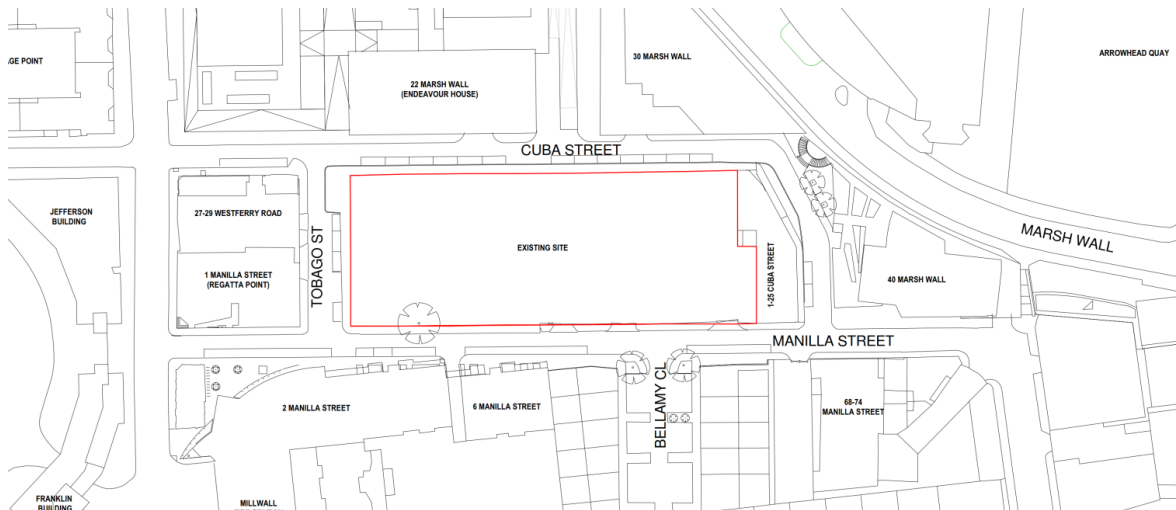 AGE POINT
22 MARSH WALL
(ENDEAVOUR HOUSE)
30 MARSH WALL
ARROWHEAD QUAY
CUBA STREET
JEFFERSON
BUILDING
27-29 WESTFERRY ROAD
1 MANILLA STREET
(REGATTA POINT)
TOBAGO ST
EXISTING SITE
1-25 CUBA STREET
MARSH WALL
40 MARSH WALL
MANILLA STREET
2 MANILLA STREET
6 MANILLA STREET
BELLAMY CL
68-74
MANILLA STREET
FRANKLIN
BUILDING
MILLWALL